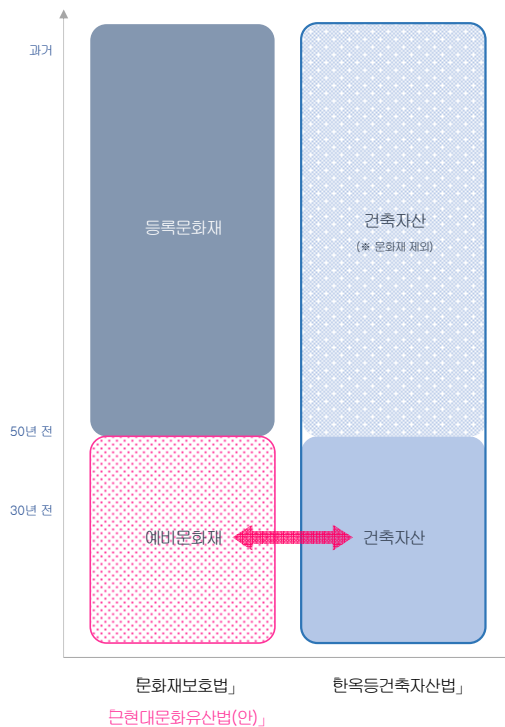 과거
등록문화재
건축자산
(※ 문화재 제외)
50년 전
30년 전
예비문화재
건축자산
문화재보호법」
한옥등건축자산법」
근현대문화유산법(안)」